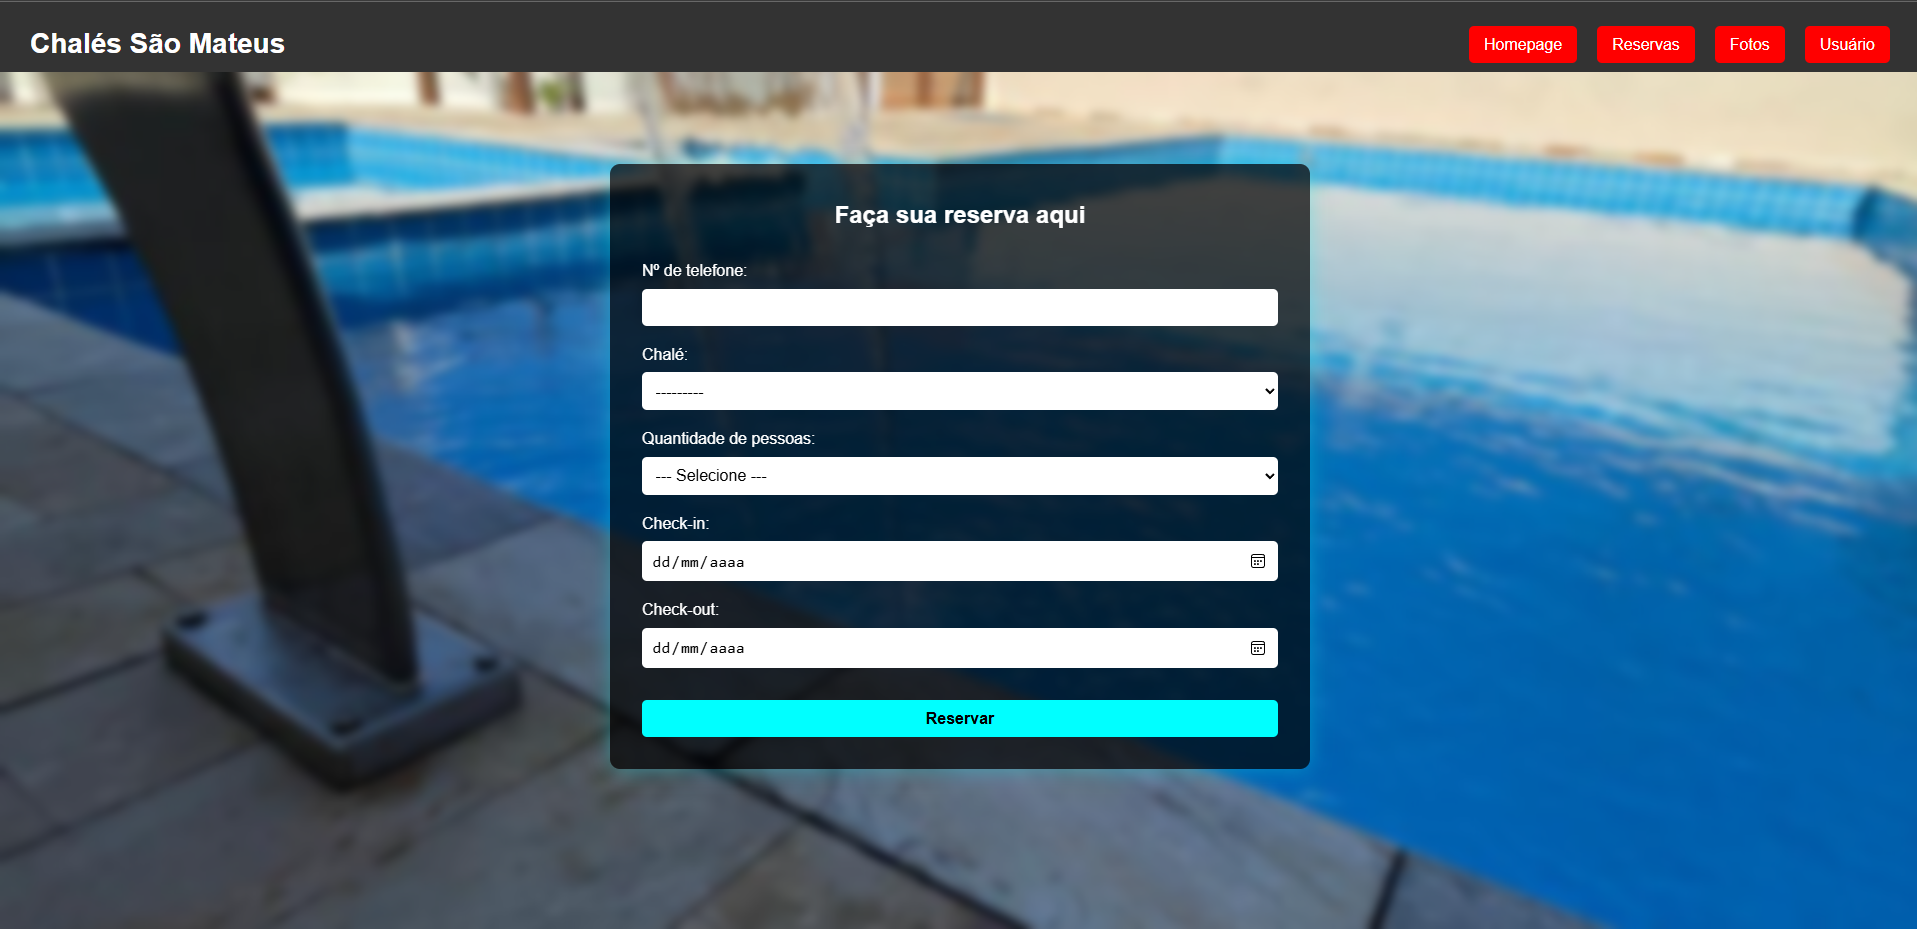 Chalés São Mateus
Homepage Reservas Fotos Usuário
Faça sua reserva aqui
Nº de telefone:
Chalé:
---------
Quantidade de pessoas:
--- Selecione ---
Check-in:
dd/mm/aaaa
Check-out:
dd/mm/aaaa
Reservar